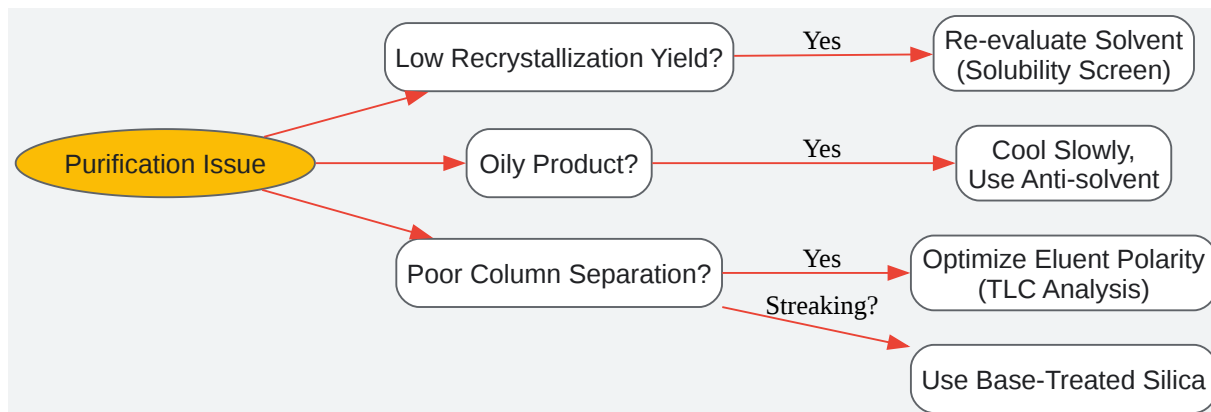 Purification Issue
Low Recrystallization Yield?
Yes
Re-evaluate Solvent
(Solubility Screen)
Oily Product?
Yes
Cool Slowly,
Use Anti-solvent
Poor Column Separation?
Yes
Optimize Eluent Polarity
(TLC Analysis)
Streaking?
Use Base-Treated Silica